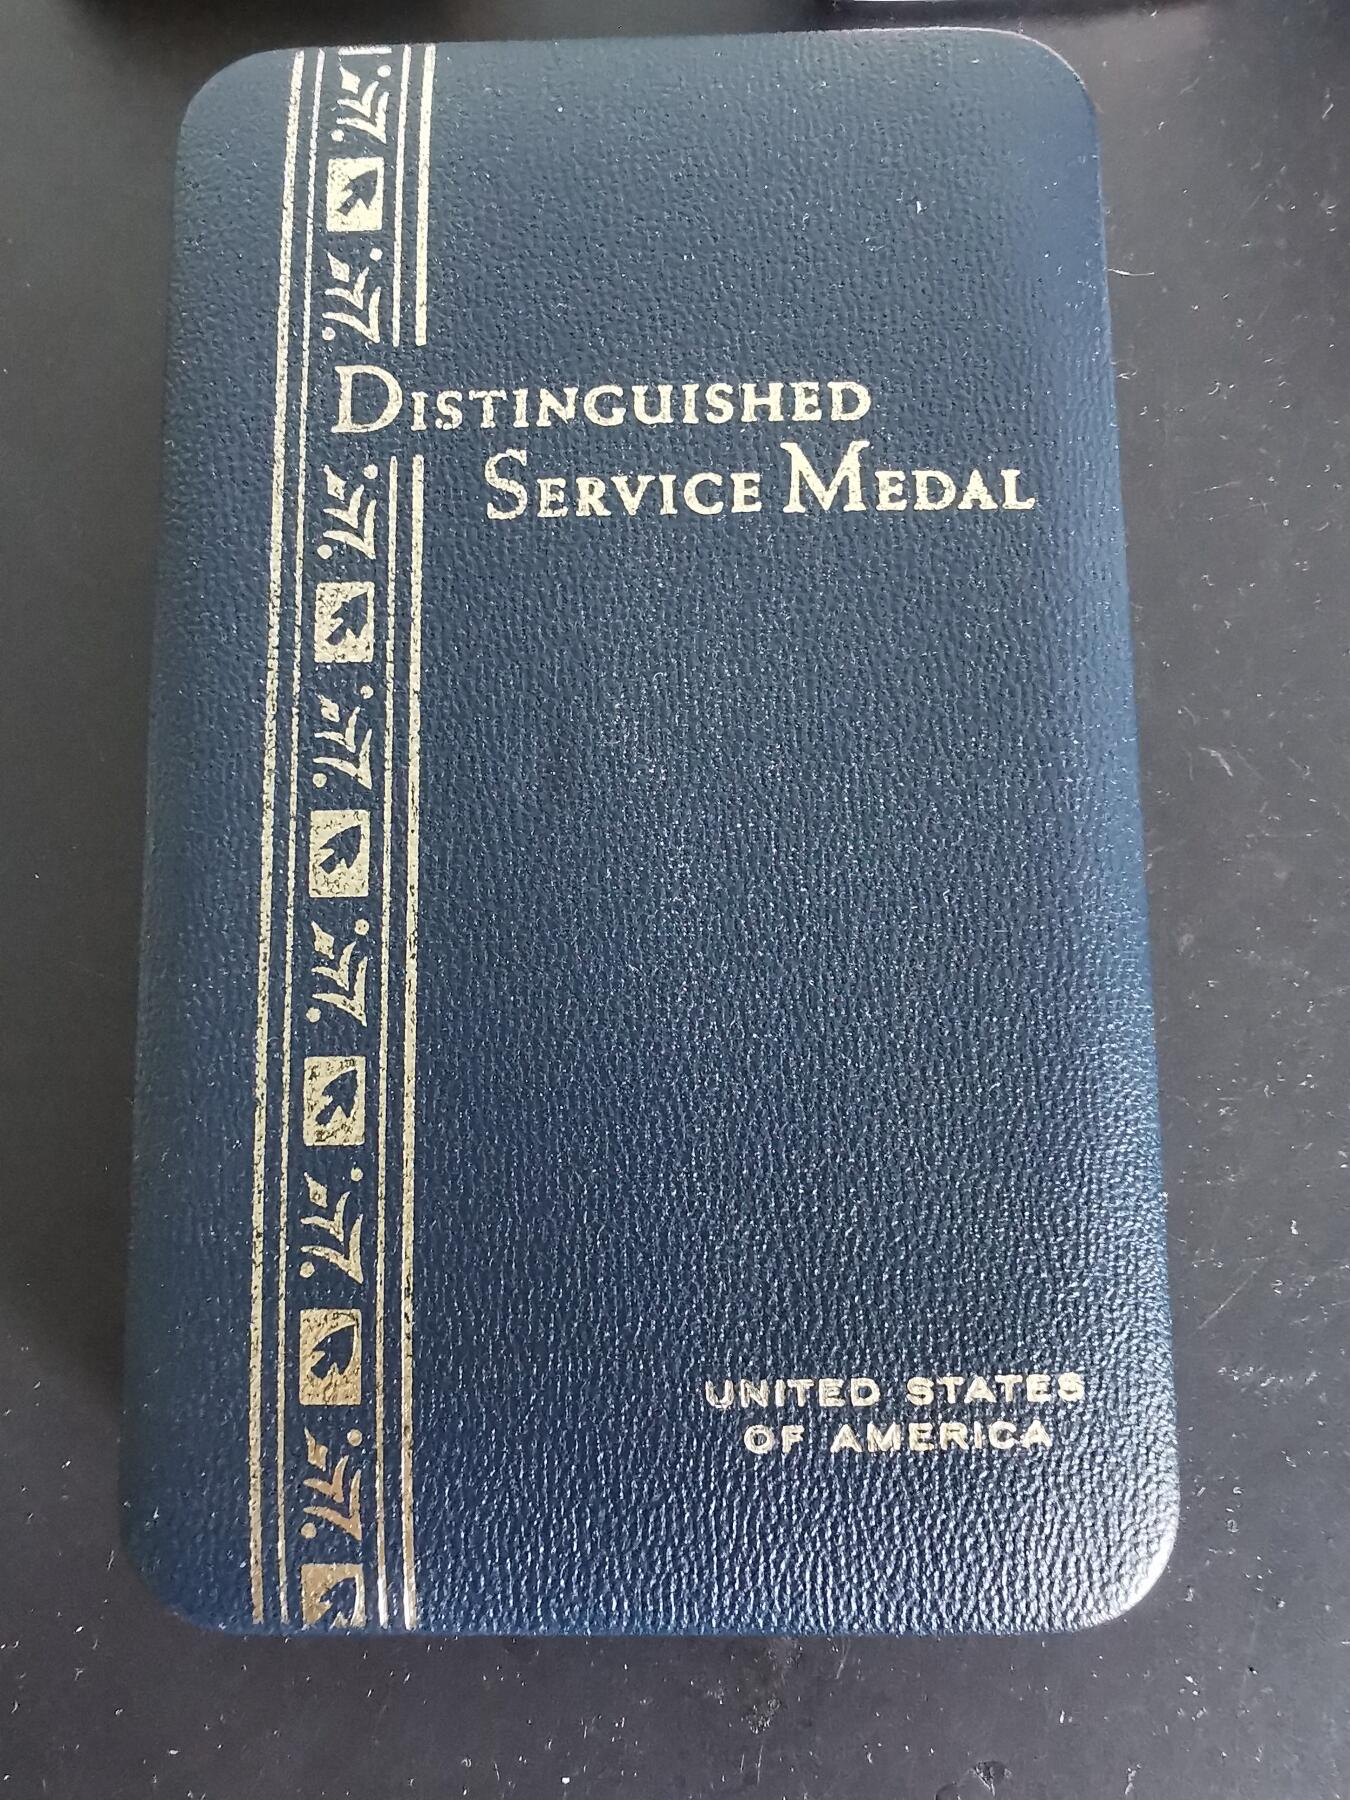 DISTINGUISHED
SERVICE MEDAL
UNITED STATES
OF AMERICA